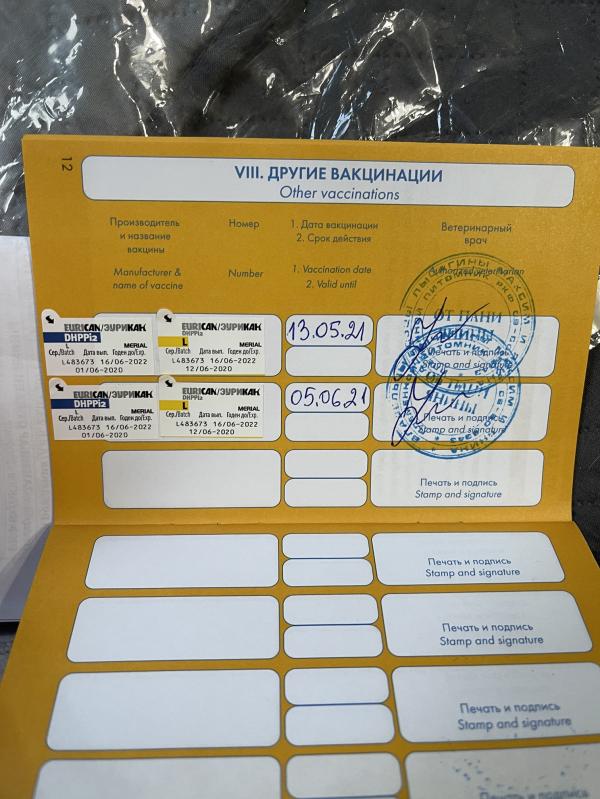 12
VIII. ДРУГИЕ ВАКЦИНАЦИИ
Other vaccinations
Производитель
и название
вакцины
Manufacturer &
name of vaccine
Номер
Number
1. Дата вакцинации
2. Срок действия
1. Vaccination date
2. Valid until
Ветеринарный
врач
EURICAN/ЭУРИКАН
DHPPi2
L
MERIAL
Сер./Batch Дата вып. Годен до/Exp.
L483673 16/06/2022
01/06/2020
EURICAN/ЭУРИКАН
DHPPi2
L
MERIAL
Сер./Batch Дата вып. Годен до/Exp.
L483673 16/06/2022
12/06/2020
13.05.21
Печать и подпись
Stamp and signature
EURICAN/ЭУРИКАН
DHPPi2
L
MERIAL
Сер./Batch Дата вып. Годен до/Exp.
L483673 16/06/2022
01/06/2020
EURICAN/ЭУРИКАН
DHPPi2
L
MERIAL
Сер./Batch Дата вып. Годен до/Exp.
L483673 16/06/2022
12/06/2020
05.06.21
Печать и подпись
Stamp and signature
Печать и подпись
Stamp and signature
Печать и подпись
Stamp and signature
Печать и подпись
Stamp and signature
Печать и подпись
Stamp and signature